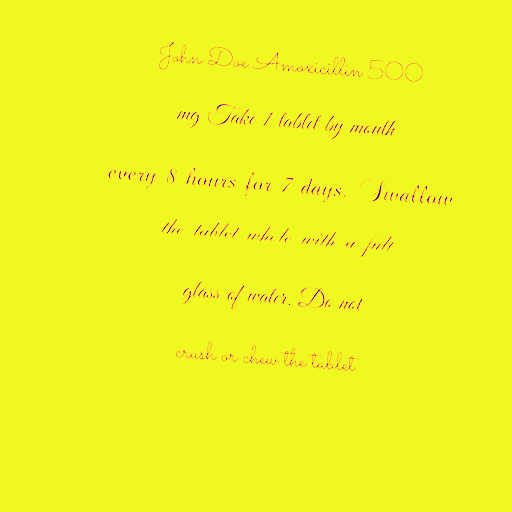 John Doe Amoxicillin 500
mg Take 1 tablet by mouth
every 8 hours for 7 days. Swallow
the tablet whole with a full
glass of water. Do not
crush or chew the tablet